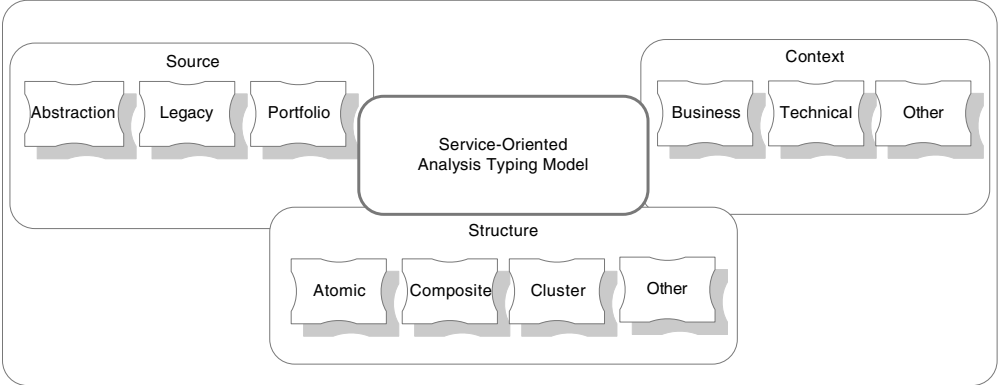 Source
Abstraction
Legacy
Portfolio
Service-Oriented
Analysis Typing Model
Context
Business
Technical
Other
Structure
Atomic
Composite
Cluster
Other